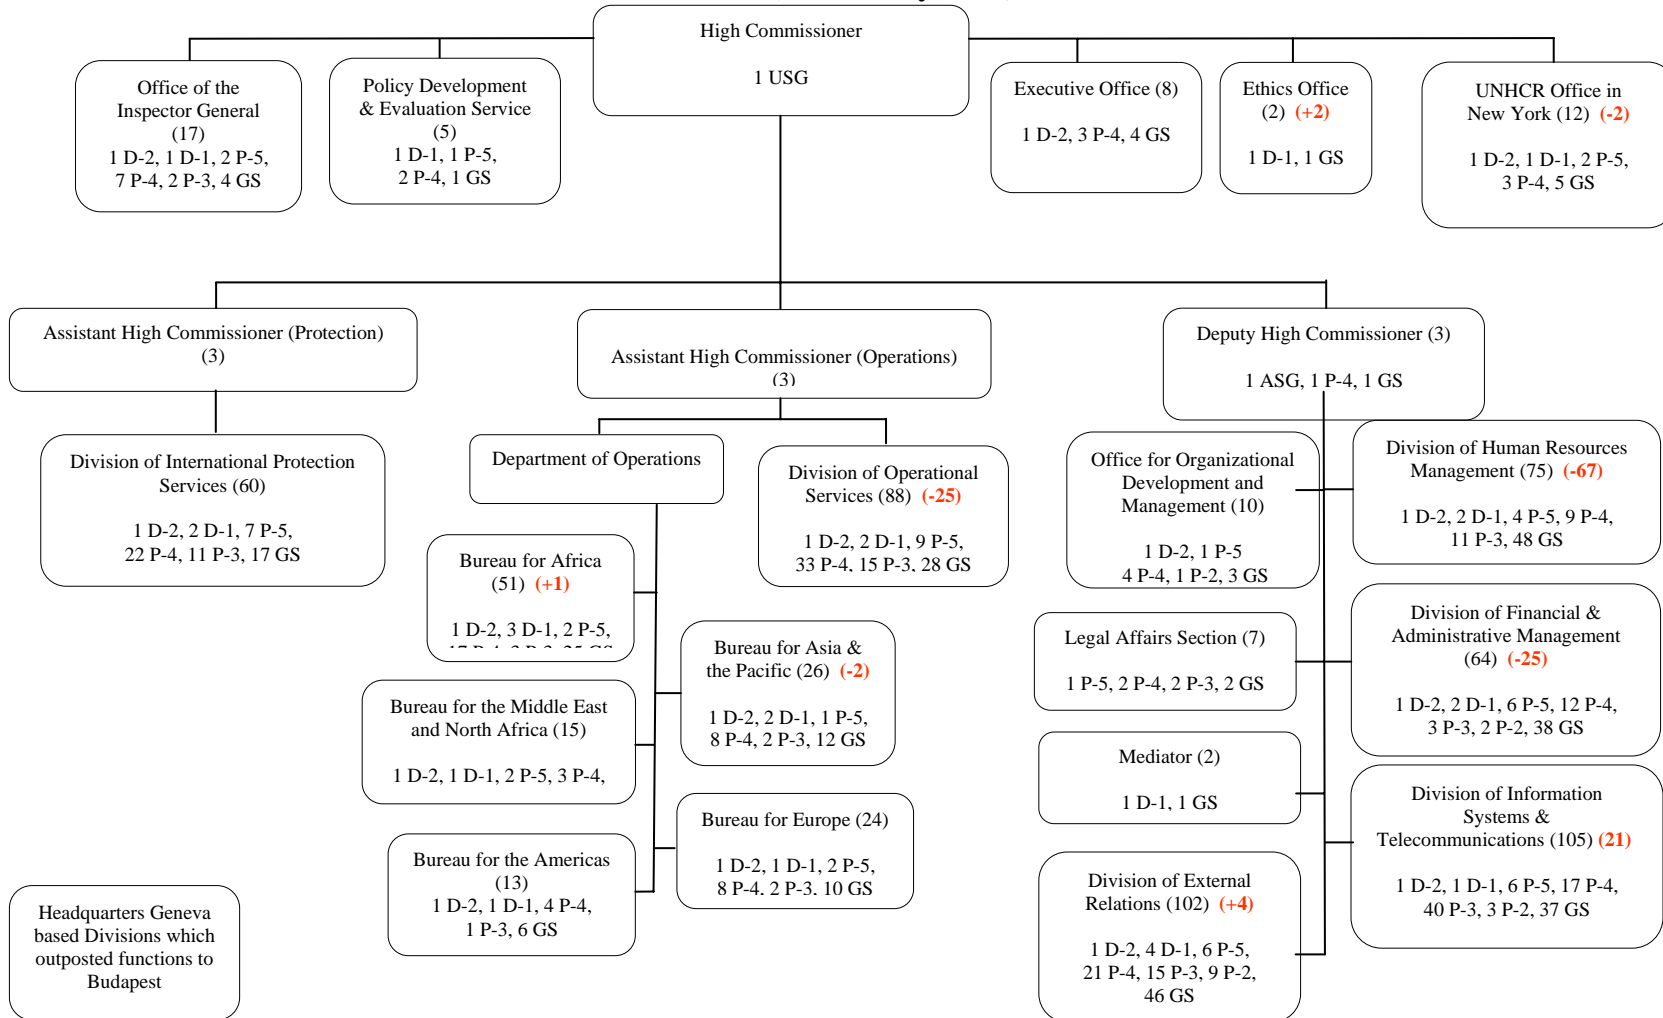 High Commissioner
1 USG
Office of the
Inspector General
(17)
1 D-2, 1 D-1, 2 P-5,
7 P-4, 2 P-3, 4 GS
Policy Development
& Evaluation Service
(5)
1 D-1, 1 P-5,
2 P-4, 1 GS
Executive Office (8)
1 D-2, 3 P-4, 4 GS
Ethics Office
(2) (+2)
1 D-1, 1 GS
UNHCR Office in
New York (12) (-2)
1 D-2, 1 D-1, 2 P-5,
3 P-4, 5 GS
Assistant High Commissioner (Protection)
(3)
Assistant High Commissioner (Operations)
(3)
Deputy High Commissioner (3)
1 ASG, 1 P-4, 1 GS
Division of International Protection
Services (60)
1 D-2, 2 D-1, 7 P-5,
22 P-4, 11 P-3, 17 GS
Department of Operations
Division of Operational
Services (88) (-25)
1 D-2, 2 D-1, 9 P-5,
33 P-4, 15 P-3, 28 GS
Bureau for Africa
(51) (+1)
1 D-2, 3 D-1, 2 P-5,
17 P-4, 3 P-3, 25 GS
Bureau for Asia &
the Pacific (26) (-2)
1 D-2, 2 D-1, 1 P-5,
8 P-4, 2 P-3, 12 GS
Bureau for the Middle East
and North Africa (15)
1 D-2, 1 D-1, 2 P-5, 3 P-4,
Bureau for Europe (24)
1 D-2, 1 D-1, 2 P-5,
8 P-4, 2 P-3, 10 GS
Bureau for the Americas
(13)
1 D-2, 1 D-1, 4 P-4,
1 P-3, 6 GS
Office for Organizational
Development and
Management (10)
1 D-2, 1 P-5
4 P-4, 1 P-2, 3 GS
Division of Human Resources
Management (75) (-67)
1 D-2, 2 D-1, 4 P-5, 9 P-4,
11 P-3, 48 GS
Legal Affairs Section (7)
1 P-5, 2 P-4, 2 P-3, 2 GS
Division of Financial &
Administrative Management
(64) (-25)
1 D-2, 2 D-1, 6 P-5, 12 P-4,
3 P-3, 2 P-2, 38 GS
Mediator (2)
1 D-1, 1 GS
Division of Information
Systems &
Telecommunications (105) (21)
1 D-2, 1 D-1, 6 P-5, 17 P-4,
40 P-3, 3 P-2, 37 GS
Division of External
Relations (102) (+4)
1 D-2, 4 D-1, 6 P-5,
21 P-4, 15 P-3, 9 P-2,
46 GS
Headquarters Geneva
based Divisions which
outposted functions to
Budapest